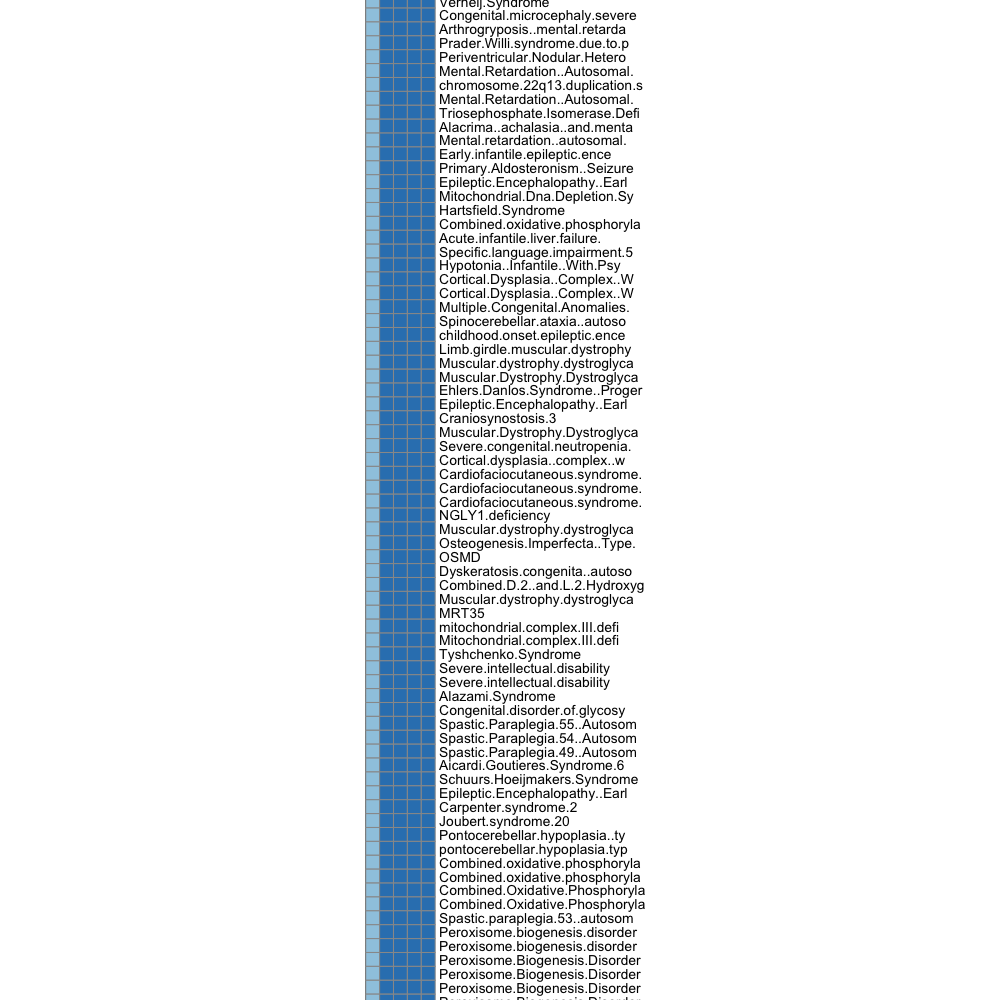 Verheij.Syndrome
Congenital.microcephaly.severe
Arthrogryposis..mental.retarda
Prader.Willi.syndrome.due.to.p
Periventricular.Nodular.Hetero
Mental.Retardation..Autosomal.
chromosome.22q13.duplication.s
Mental.Retardation..Autosomal.
Triosephosphate.Isomerase.Defi
Alacrima..achalasia..and.menta
Mental.retardation..autosomal.
Early.infantile.epileptic.ence
Primary.Aldosteronism..Seizure
Epileptic.Encephalopathy..Earl
Mitochondrial.Dna.Depletion.Sy
Hartsfield.Syndrome
Combined.oxidative.phosphoryla
Acute.infantile.liver.failure.
Specific.language.impairment.5
Hypotonia..Infantile..With.Psy
Cortical.Dysplasia..Complex..W
Cortical.Dysplasia..Complex..W
Multiple.Congenital.Anomalies.
Spinocerebellar.ataxia..autoso
childhood.onset.epileptic.ence
Limb.girdle.muscular.dystrophy
Muscular.dystrophy.dystroglyca
Muscular.Dystrophy.Dystroglyca
Ehlers.Danlos.Syndrome..Proger
Epileptic.Encephalopathy..Earl
Craniosynostosis.3
Muscular.Dystrophy.Dystroglyca
Severe.congenital.neutropenia.
Cortical.dysplasia..complex..w
Cardiofaciocutaneous.syndrome.
Cardiofaciocutaneous.syndrome.
Cardiofaciocutaneous.syndrome.
NGLY1.deficiency
Muscular.dystrophy.dystroglyca
Osteogenesis.Imperfecta..Type.
OSMD
Dyskeratosis.congenita..autoso
Combined.D.2..and.L.2.Hydroxyg
Muscular.dystrophy.dystroglyca
MRT35
mitochondrial.complex.III.defi
Mitochondrial.complex.III.defi
Tyshchenko.Syndrome
Severe.intellectual.disability
Severe.intellectual.disability
Alazami.Syndrome
Congenital.disorder.of.glycosy
Spastic.Paraplegia.55..Autosom
Spastic.Paraplegia.54..Autosom
Spastic.Paraplegia.49..Autosom
Aicardi.Goutieres.Syndrome.6
Schuurs.Hoeijmakers.Syndrome
Epileptic.Encephalopathy..Earl
Carpenter.syndrome.2
Joubert.syndrome.20
Pontocerebellar.hypoplasia..ty
pontocerebellar.hypoplasia.typ
Combined.oxidative.phosphoryla
Combined.oxidative.phosphoryla
Combined.Oxidative.Phosphoryla
Combined.Oxidative.Phosphoryla
Spastic.paraplegia.53..autosom
Peroxisome.biogenesis.disorder
Peroxisome.biogenesis.disorder
Peroxisome.Biogenesis.Disorder
Peroxisome.Biogenesis.Disorder
Peroxisome.Biogenesis.Disorder